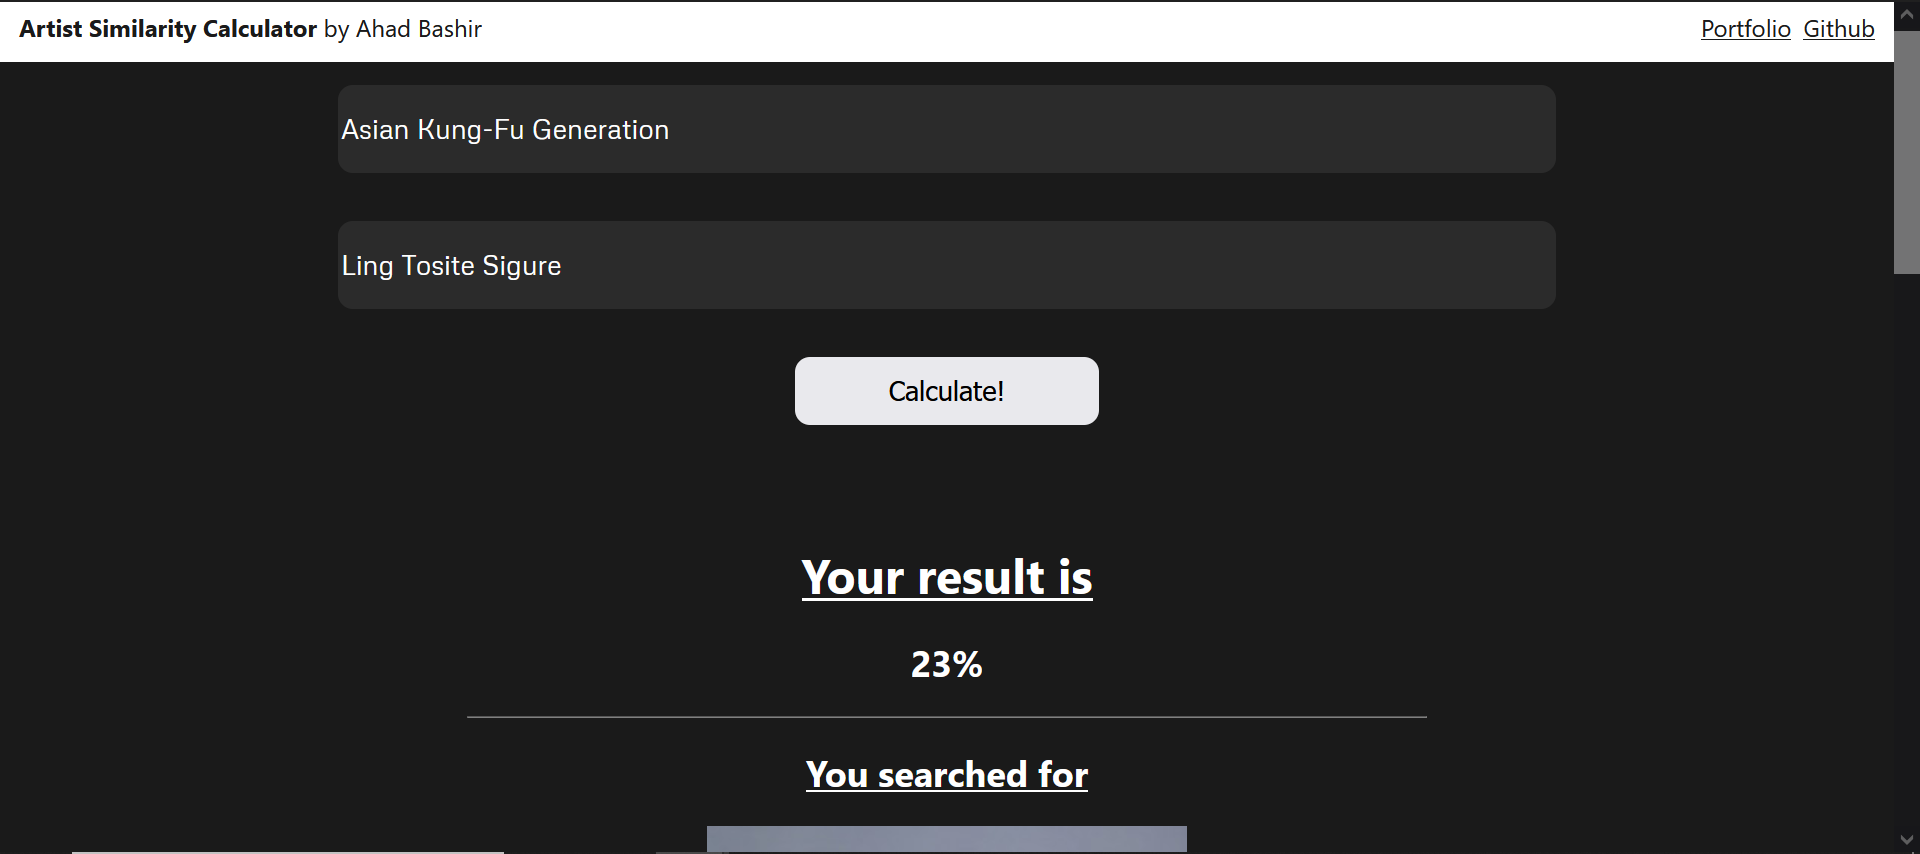 Artist Similarity Calculator by Ahad Bashir Portfolio Github
Asian Kung-Fu Generation
Ling Tosite Sigure
Calculate!
Your result is
23%
You searched for